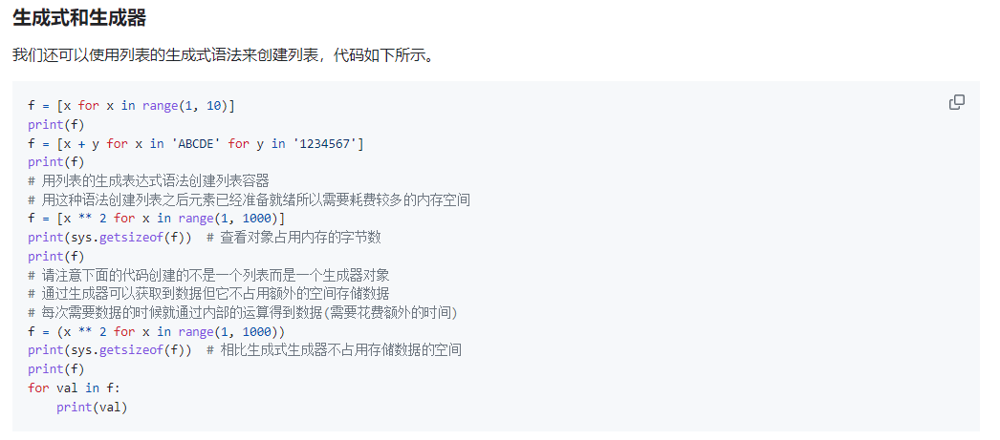 生成式和生成器
我们还可以使用列表的生成式语法来创建列表，代码如下所示。
f = [x for x in range(1, 10)]
print(f)
f = [x + y for x in 'ABCDE' for y in '1234567']
print(f)
# 用列表的生成表达式语法创建列表容器
# 用这种语法创建列表之后元素已经准备就绪所以需要耗费较多的内存空间
f = [x ** 2 for x in range(1, 1000)]
print(sys.getsizeof(f))  # 查看对象占用内存的字节数
print(f)
# 请注意下面的代码创建的不是一个列表而是一个生成器对象
# 通过生成器可以获取到数据但它不占用额外的空间存储数据
# 每次需要数据的时候就通过内部的运算得到数据(需要花费额外的时间)
f = (x ** 2 for x in range(1, 1000))
print(sys.getsizeof(f))  # 相比生成式生成器不占用存储数据的空间
print(f)
for val in f:
    print(val)